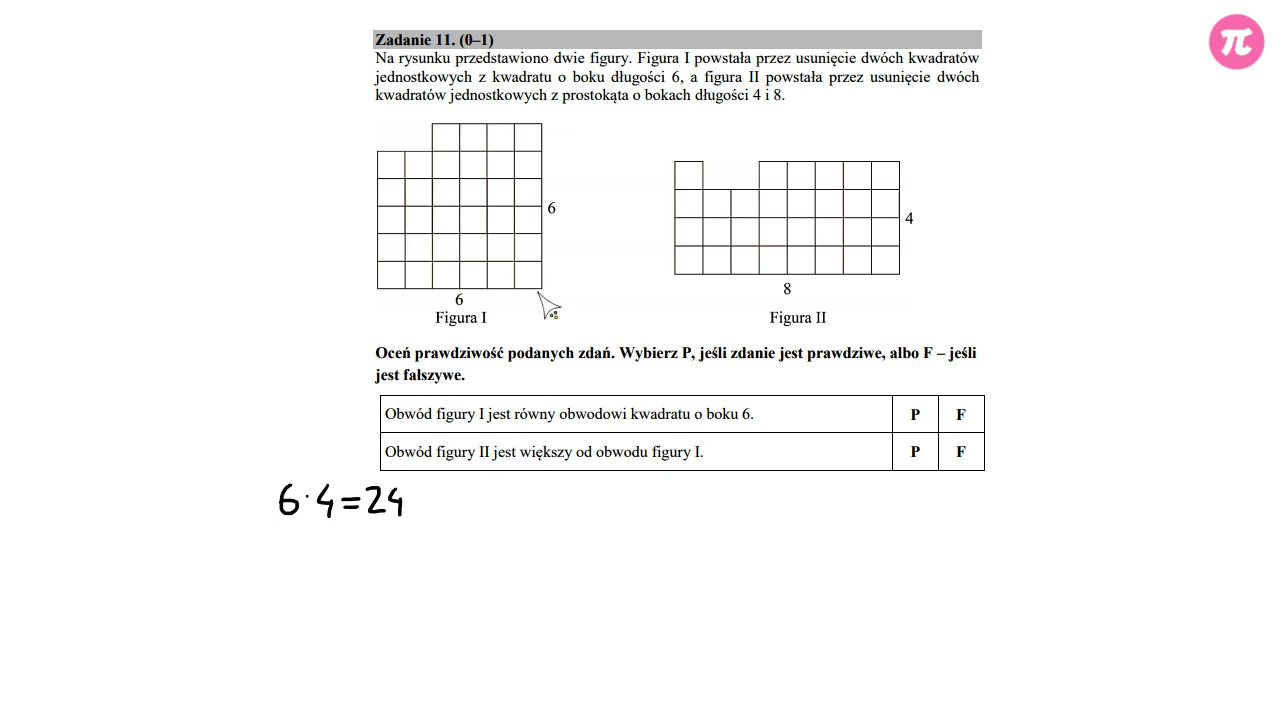 π
Zadanie 11. (0–1)
Na rysunku przedstawiono dwie figury. Figura I powstała przez usunięcie dwóch kwadratów
jednostkowych z kwadratu o boku długości 6, a figura II powstała przez usunięcie dwóch
kwadratów jednostkowych z prostokąta o bokach długości 4 i 8.
6
6
Figura I
4
8
Figura II
Oceń prawdziwość podanych zdań. Wybierz P, jeśli zdanie jest prawdziwe, albo F – jeśli
jest fałszywe.
Obwód figury I jest równy obwodowi kwadratu o boku 6. P F
Obwód figury II jest większy od obwodu figury I. P F
6·4=24